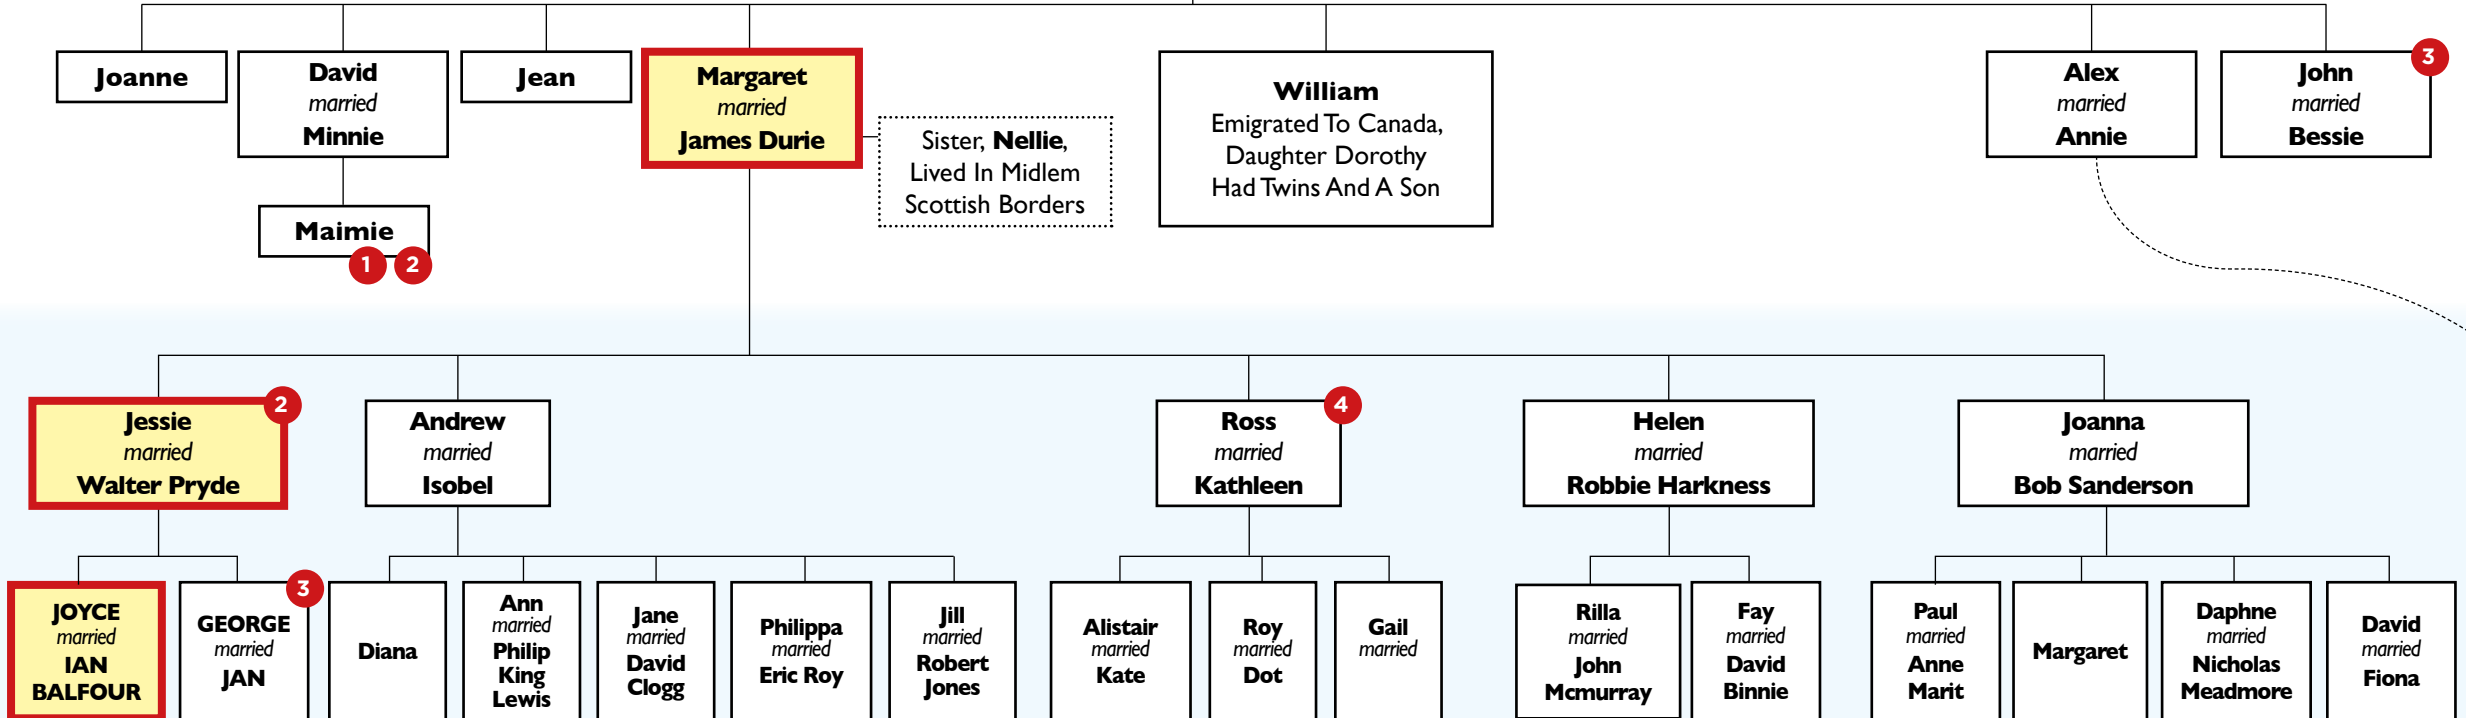 Joanne
David
married
Minnie
Jean
Margaret
married
James Durie
Sister, Nellie,
Lived In Midlem
Scottish Borders
William
Emigrated To Canada,
Daughter Dorothy
Had Twins And A Son
Alex
married
Annie
3
John
married
Bessie
Maimie
1 2
2
Jessie
married
Walter Pryde
Andrew
married
Isobel
4
Ross
married
Kathleen
Helen
married
Robbie Harkness
Joanna
married
Bob Sanderson
JOYCE
married
IAN
BALFOUR
3
GEORGE
married
JAN
Diana
Ann
married
Philip
King
Lewis
Jane
married
David
Clogg
Philippa
married
Eric Roy
Jill
married
Robert
Jones
Alistair
married
Kate
Roy
married
Dot
Gail
married
Rilla
married
John
Mcmurray
Fay
married
David
Binnie
Paul
married
Anne
Marit
Margaret
Daphne
married
Nicholas
Meadmore
David
married
Fiona